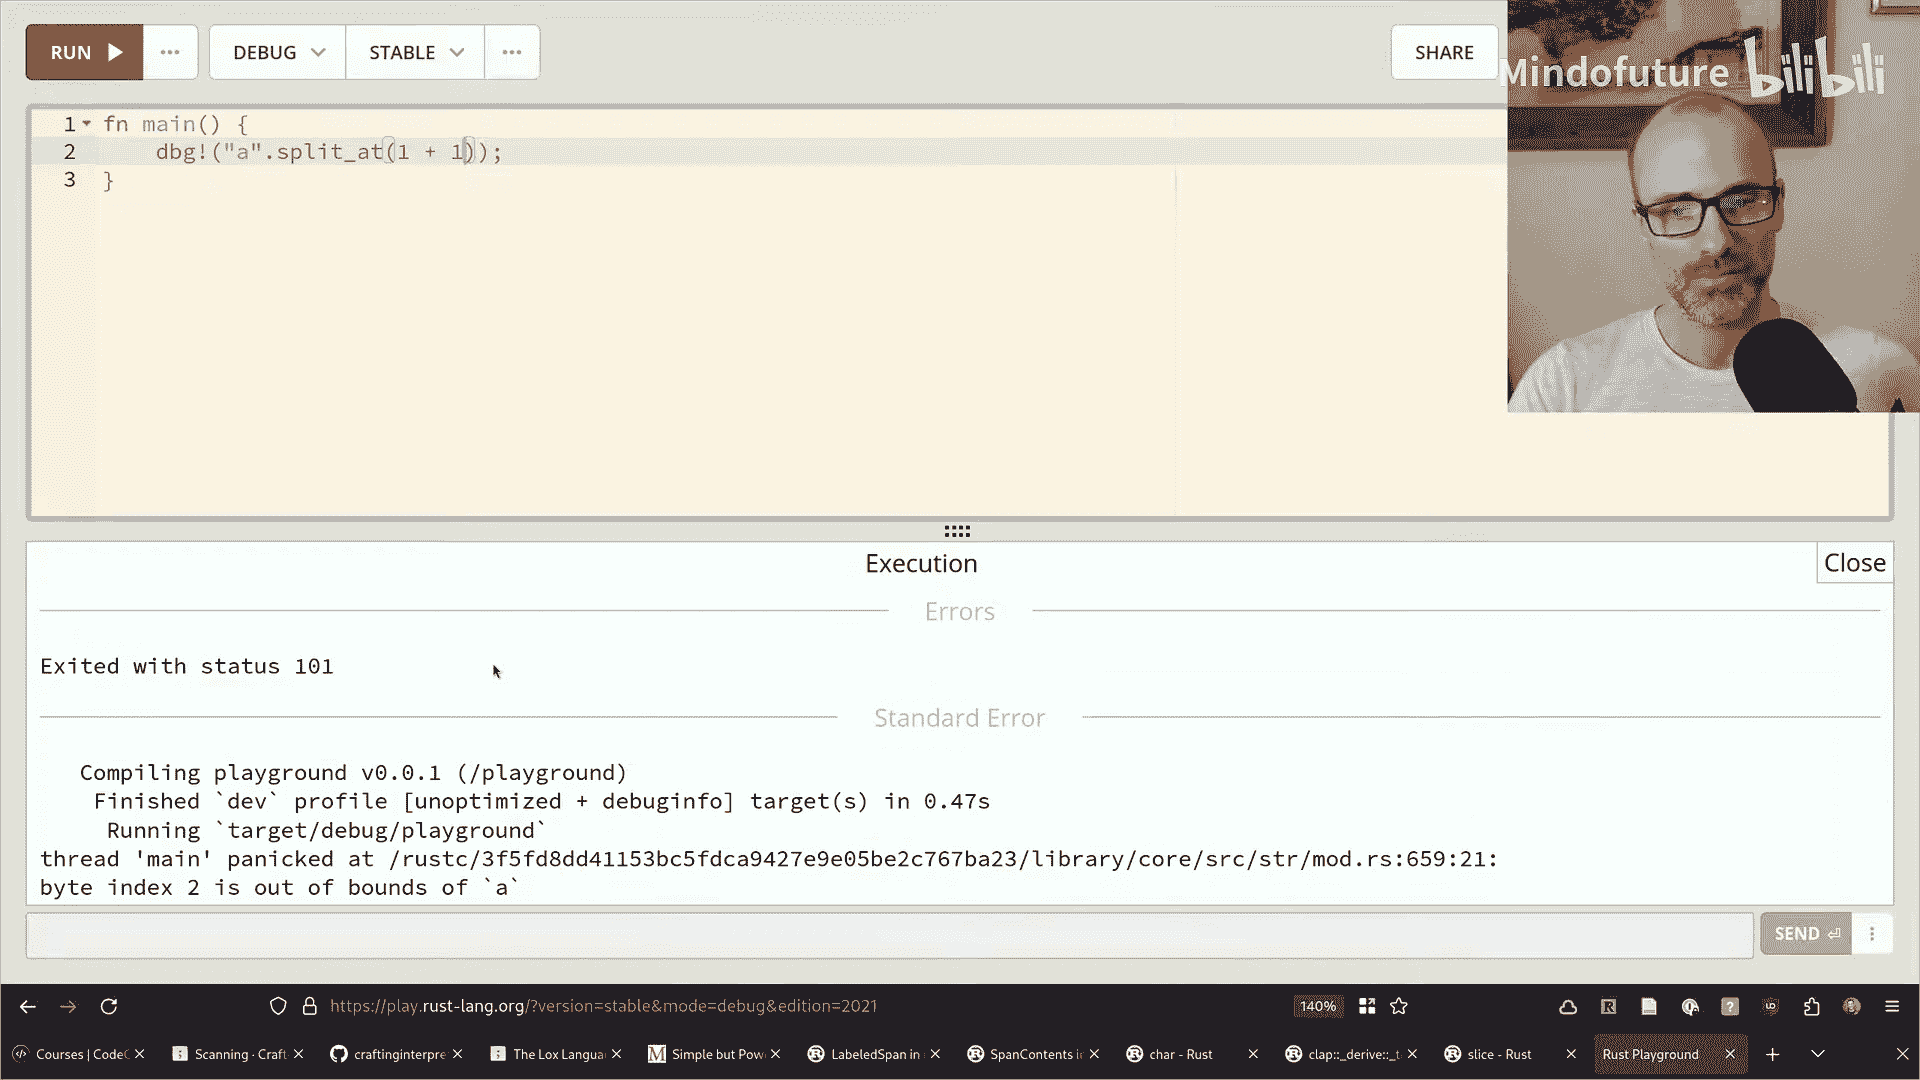 RUN
DEBUG
STABLE
SHARE
Mindofuture bilibili
1 fn main() {
2 dbg!("a".split_at(1 + 1));
3 }
Execution
Close
Errors
Exited with status 101
Standard Error
Compiling playground v0.0.1 (/playground)
Finished `dev` profile [unoptimized + debuginfo] target(s) in 0.47s
Running `target/debug/playground`
thread 'main' panicked at /rustc/3f5fd8dd41153bc5fdca9427e9e05be2c767ba23/library/core/src/str/mod.rs:659:21:
byte index 2 is out of bounds of `a`
SEND
https://play.rust-lang.org/?version=stable&mode=debug&edition=2021
140%
Courses | Code
Scanning · Craft
craftinginterpre
The Lox Langua
Simple but Pow
LabeledSpan in
SpanContents i
char - Rust
clap::_derive::_t
slice - Rust
Rust Playground